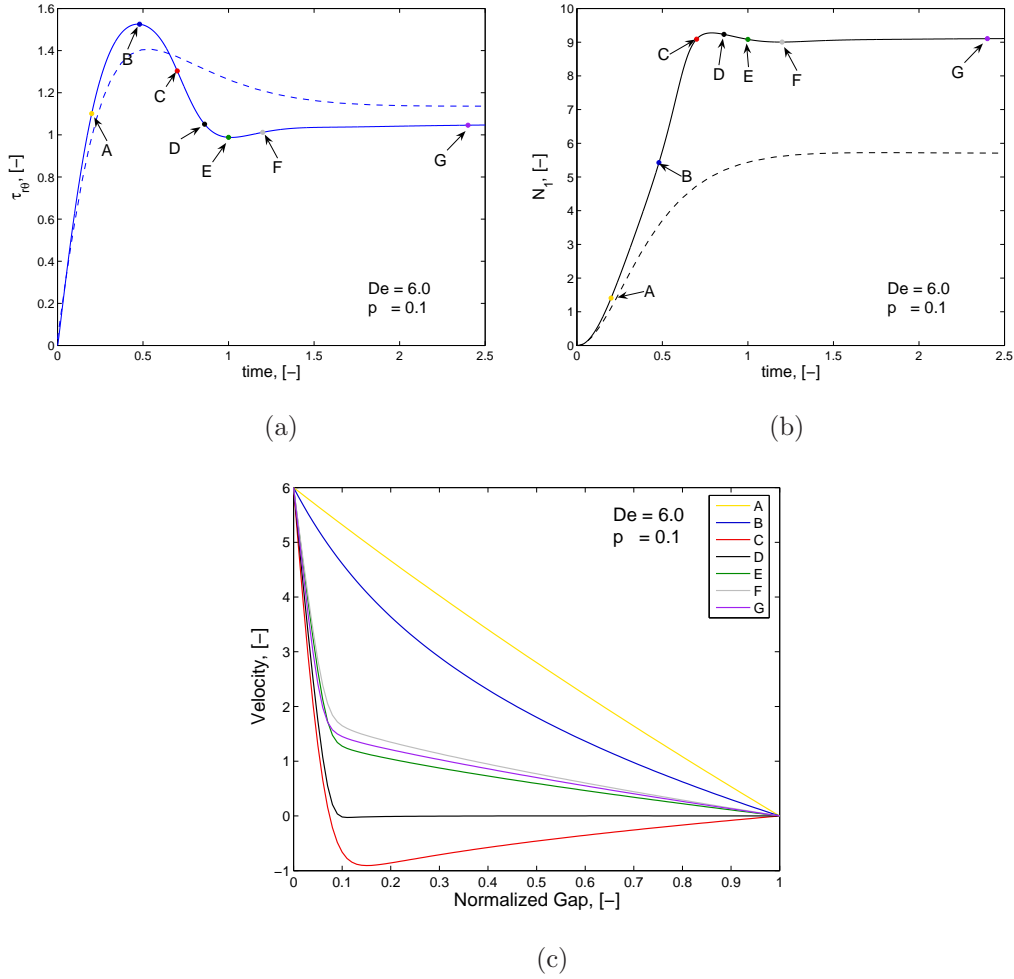 1.6
1.4
1.2
1
0.8
0.6
0.4
0.2
0
τrθ, [−]
B
C
A
D
E
F
G
De = 6.0
p = 0.1
0 0.5 1 1.5 2 2.5
time, [−]
(a)
10
9
8
7
6
5
4
3
2
1
0
N1, [−]
C
D
E
F
G
B
A
De = 6.0
p = 0.1
0 0.5 1 1.5 2 2.5
time, [−]
(b)
6
5
4
3
2
1
0
−1
Velocity, [−]
De = 6.0
p = 0.1
A
B
C
D
E
F
G
0 0.1 0.2 0.3 0.4 0.5 0.6 0.7 0.8 0.9 1
Normalized Gap, [−]
(c)